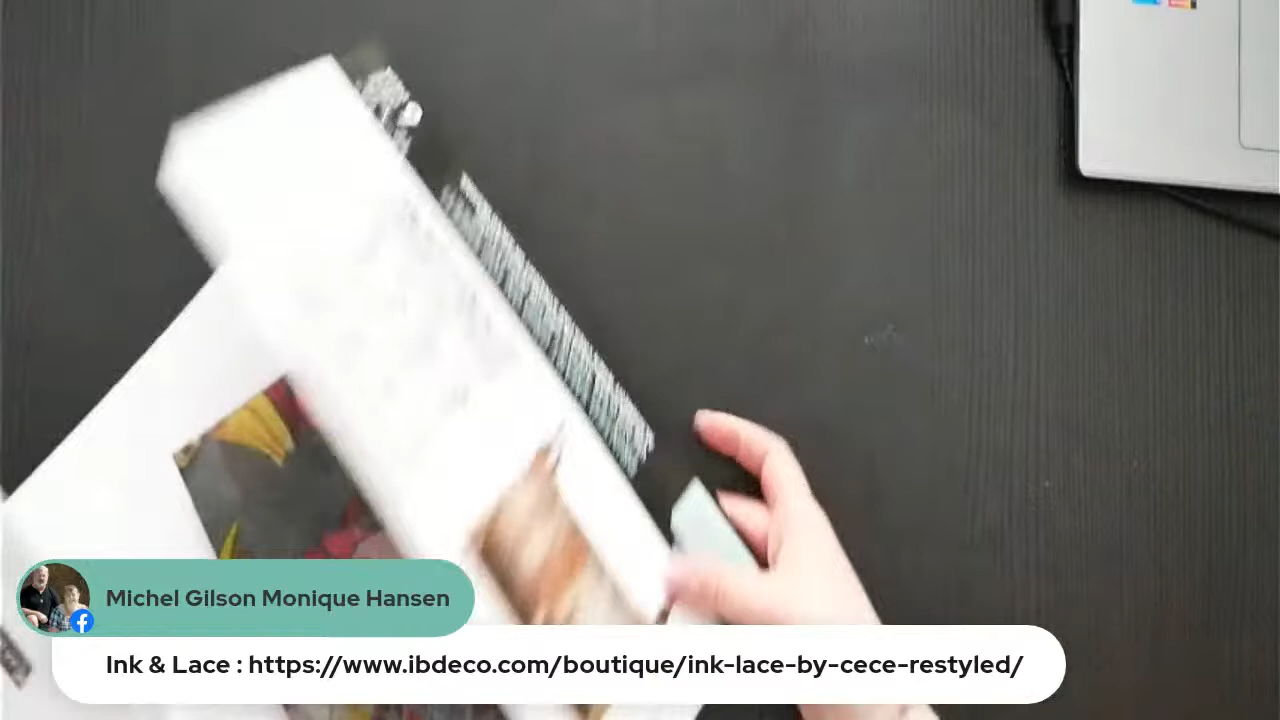 Michel Gilson Monique Hansen
Ink & Lace : https://www.ibdeco.com/boutique/ink-lace-by-cece-restyled/